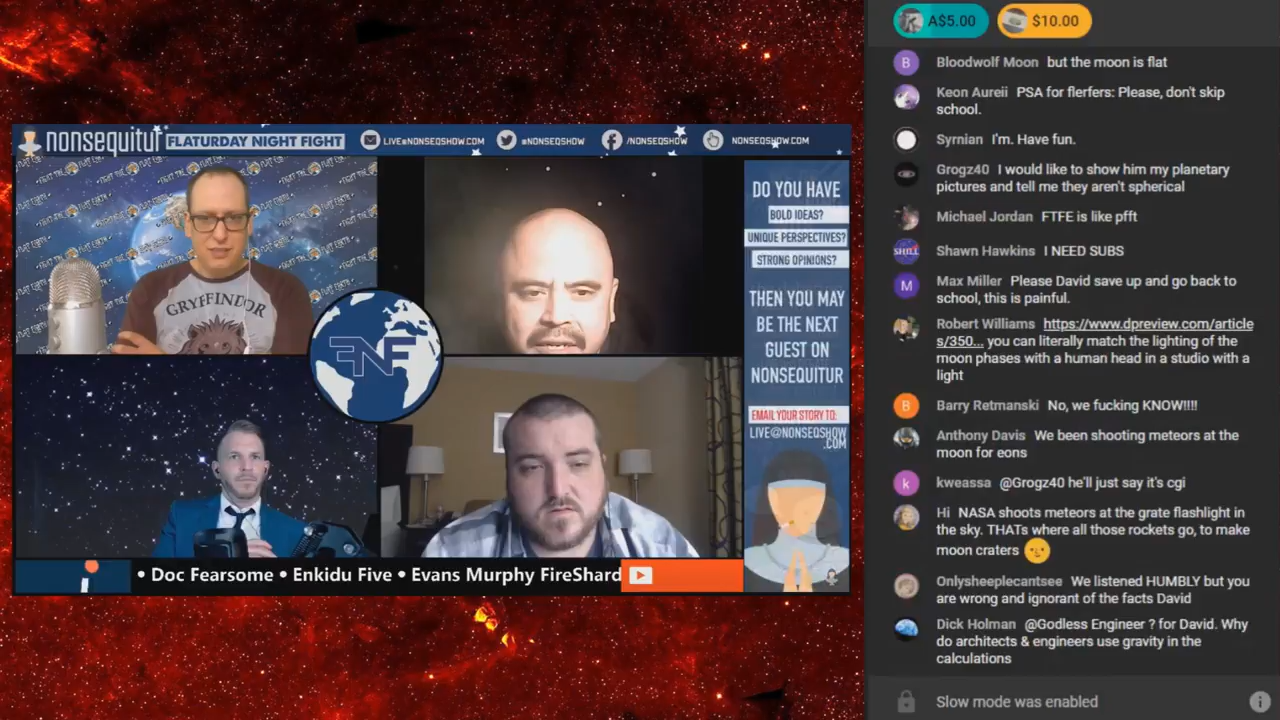 nonsequitur FLATURDAY NIGHT FIGHT LIVE@NONSEQSHOW.COM @NONSEQSHOW /NONSEQSHOW NONSEQSHOW.COM
GRYFFINDOR
FNF
DO YOU HAVE
BOLD IDEAS?
UNIQUE PERSPECTIVES?
STRONG OPINIONS?
THEN YOU MAY
BE THE NEXT
GUEST ON
NONSEQUITUR
EMAIL YOUR STORY TO:
LIVE@NONSEQSHOW
.COM
• Doc Fearsome • Enkidu Five • Evans Murphy FireShard
A$5.00 $10.00
B Bloodwolf Moon but the moon is flat
Keon Aureii PSA for flerfers: Please, don't skip
school.
Syrnian I'm. Have fun.
Grogz40 I would like to show him my planetary
pictures and tell me they aren't spherical
Michael Jordan FTFE is like pfft
SHILL Shawn Hawkins I NEED SUBS
M Max Miller Please David save up and go back to
school, this is painful.
Robert Williams https://www.dpreview.com/article
s/350... you can literally match the lighting of the
moon phases with a human head in a studio with a
light
B Barry Retmanski No, we fucking KNOW!!!!
Anthony Davis We been shooting meteors at the
moon for eons
k kweassa @Grogz40 he'll just say it's cgi
Hi NASA shoots meteors at the grate flashlight in
the sky. THATs where all those rockets go, to make
moon craters
Onlysheeplecantsee We listened HUMBLY but you
are wrong and ignorant of the facts David
Dick Holman @Godless Engineer ? for David. Why
do architects & engineers use gravity in the
calculations
Slow mode was enabled